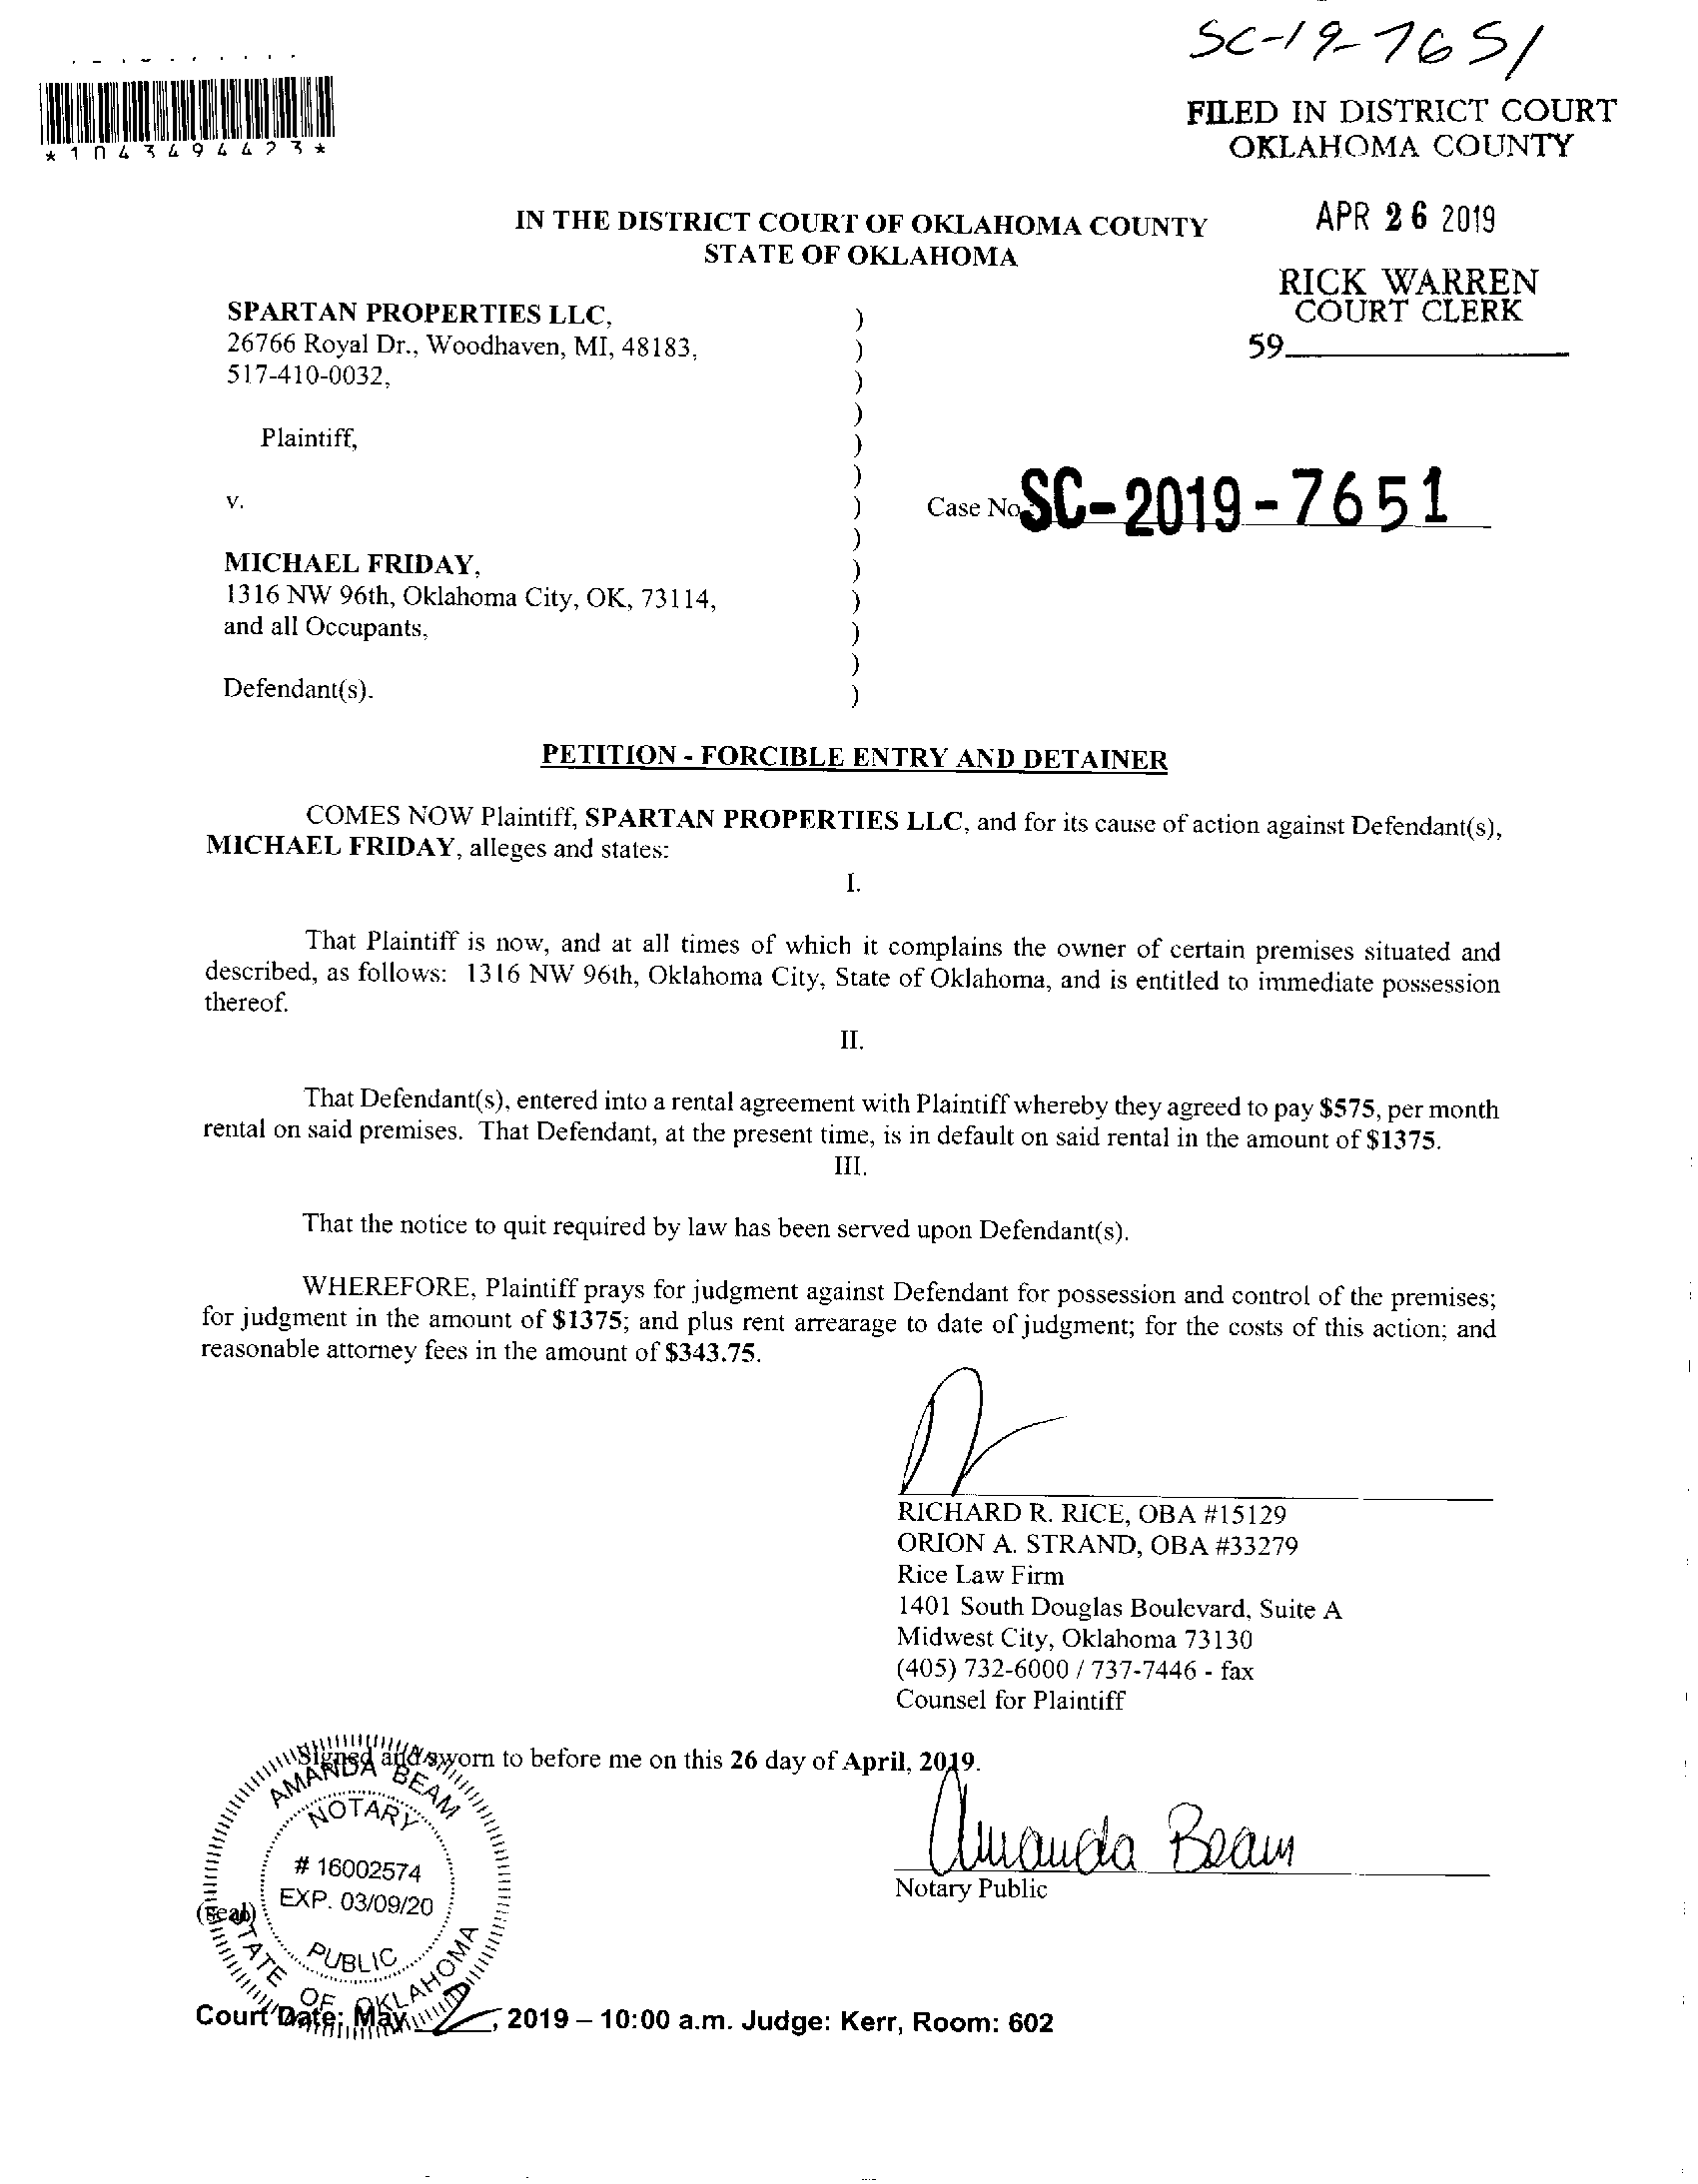 SC-19-7651
*1043494423*
FILED IN DISTRICT COURT
OKLAHOMA COUNTY
APR 26 2019
RICK WARREN
COURT CLERK
59
IN THE DISTRICT COURT OF OKLAHOMA COUNTY
STATE OF OKLAHOMA
SPARTAN PROPERTIES LLC, )
26766 Royal Dr., Woodhaven, MI, 48183, )
517-410-0032, )
)
Plaintiff, )
)
v. ) Case No. SC-2019-7651
)
MICHAEL FRIDAY, )
1316 NW 96th, Oklahoma City, OK, 73114, )
and all Occupants, )
)
Defendant(s). )
PETITION - FORCIBLE ENTRY AND DETAINER
COMES NOW Plaintiff, SPARTAN PROPERTIES LLC, and for its cause of action against Defendant(s),
MICHAEL FRIDAY, alleges and states:
I.
That Plaintiff is now, and at all times of which it complains the owner of certain premises situated and
described, as follows: 1316 NW 96th, Oklahoma City, State of Oklahoma, and is entitled to immediate possession
thereof.
II.
That Defendant(s), entered into a rental agreement with Plaintiff whereby they agreed to pay $575, per month
rental on said premises. That Defendant, at the present time, is in default on said rental in the amount of $1375.
III.
That the notice to quit required by law has been served upon Defendant(s).
WHEREFORE, Plaintiff prays for judgment against Defendant for possession and control of the premises;
for judgment in the amount of $1375; and plus rent arrearage to date of judgment; for the costs of this action; and
reasonable attorney fees in the amount of $343.75.
RICHARD R. RICE, OBA #15129
ORION A. STRAND, OBA #33279
Rice Law Firm
1401 South Douglas Boulevard, Suite A
Midwest City, Oklahoma 73130
(405) 732-6000 / 737-7446 - fax
Counsel for Plaintiff
Signed and sworn to before me on this 26 day of April, 2019.
AMANDA BEAM
NOTARY
# 16002574
EXP. 03/09/20
PUBLIC
STATE OF OKLAHOMA
Amanda Beam
Notary Public
(seal)
Court Date: May 2, 2019 – 10:00 a.m. Judge: Kerr, Room: 602